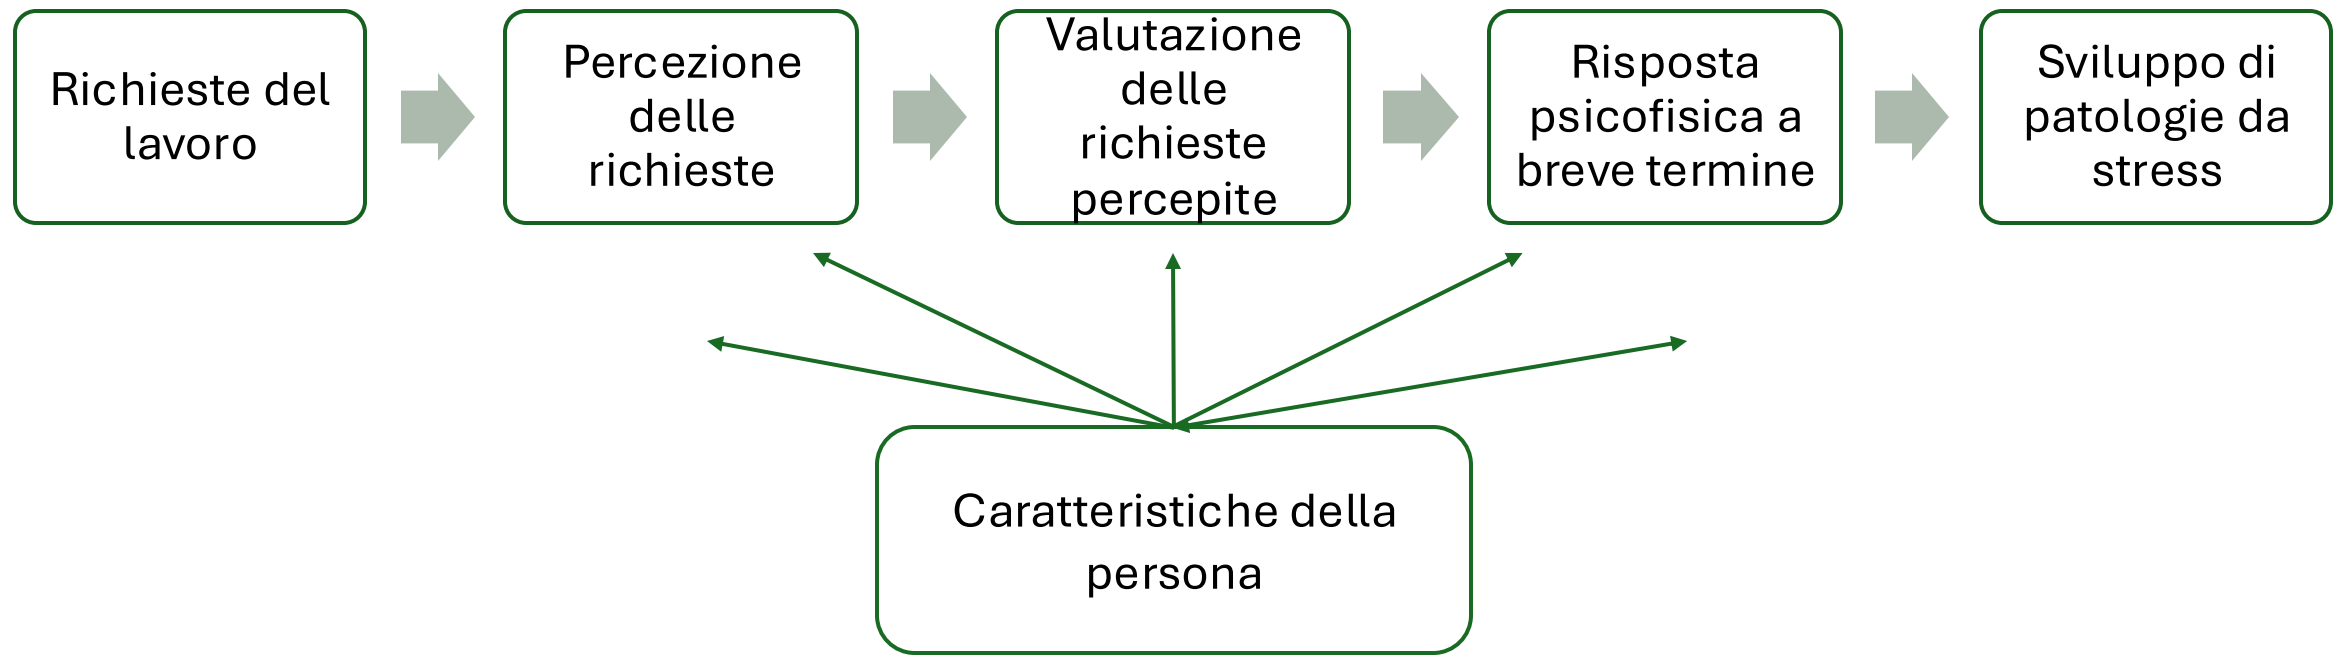 Richieste del
lavoro
Percezione
delle
richieste
Valutazione
delle
richieste
percepite
Risposta
psicofisica a
breve termine
Sviluppo di
patologie da
stress
Caratteristiche della
persona